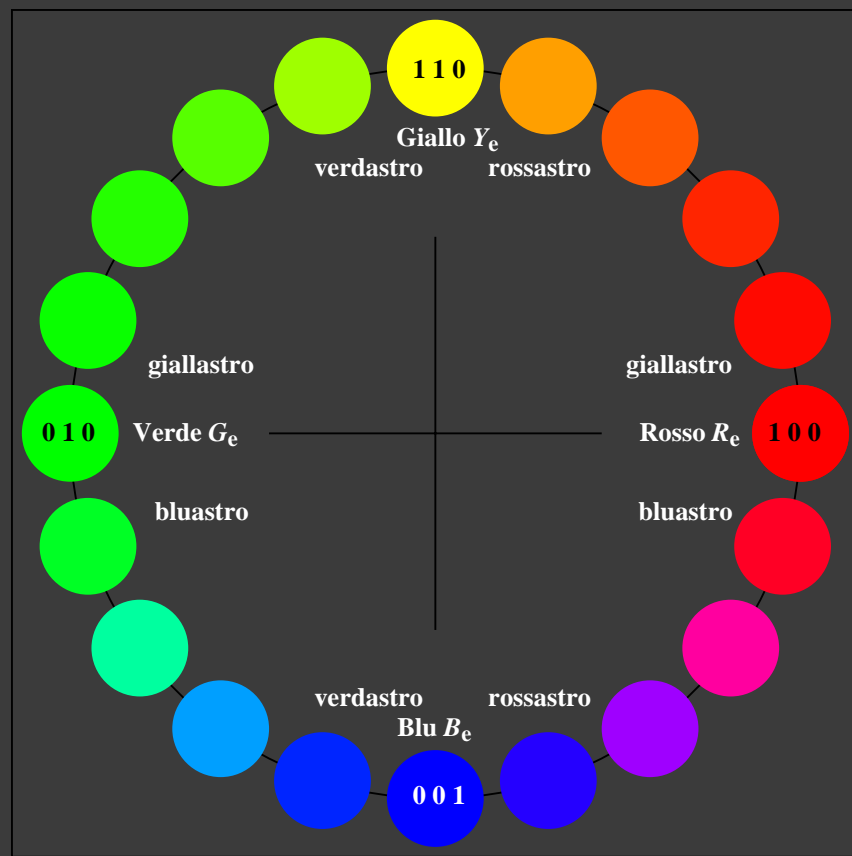 1 1 0
Giallo Ye
verdastro rossastro
giallastro giallastro
0 1 0 Verde Ge Rosso Re 1 0 0
bluastro bluastro
verdastro rossastro
Blu Be
0 0 1